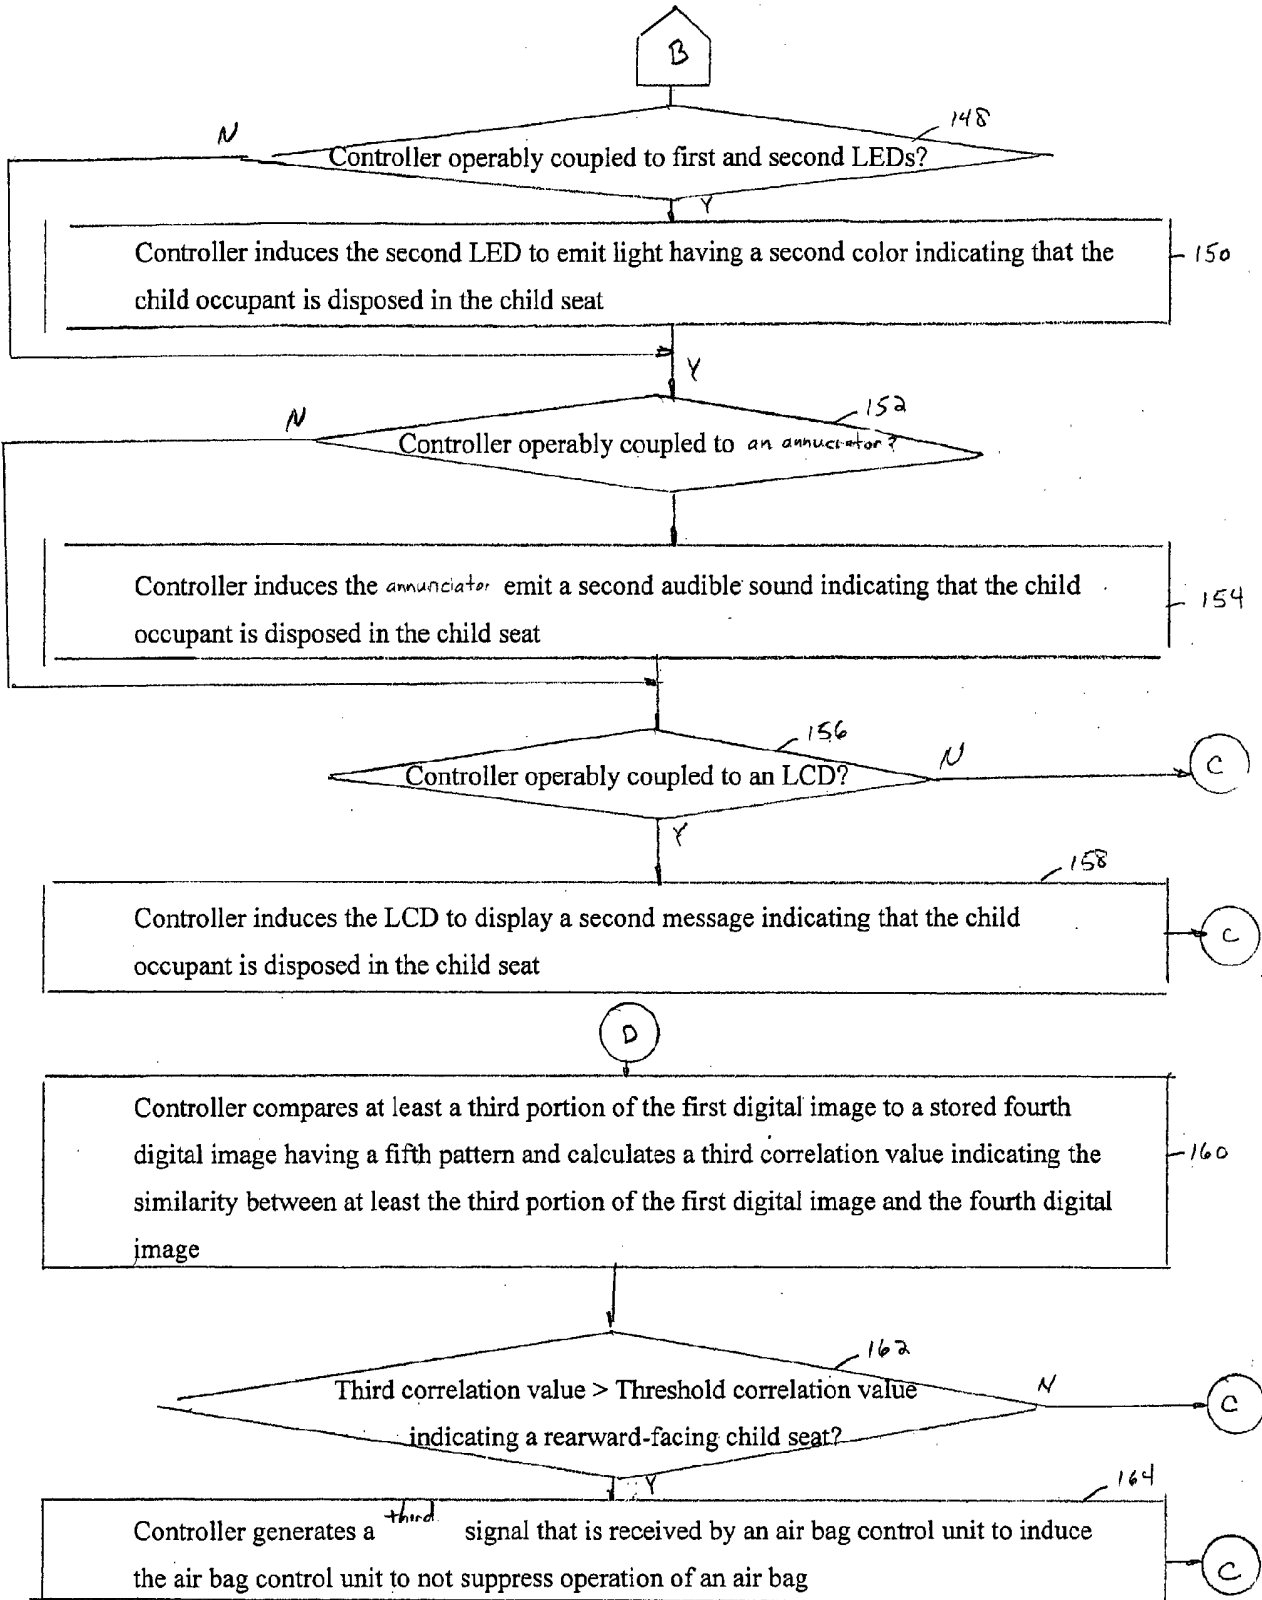 B
148
N
Controller operably coupled to first and second LEDs?
Y
Controller induces the second LED to emit light having a second color indicating that the
child occupant is disposed in the child seat
150
Y
152
N
Controller operably coupled to an annuciator?
Controller induces the annunciator emit a second audible sound indicating that the child
occupant is disposed in the child seat
154
156
N
Controller operably coupled to an LCD?
C
Y
158
Controller induces the LCD to display a second message indicating that the child
occupant is disposed in the child seat
C
D
Controller compares at least a third portion of the first digital image to a stored fourth
digital image having a fifth pattern and calculates a third correlation value indicating the
similarity between at least the third portion of the first digital image and the fourth digital
image
160
162
Third correlation value > Threshold correlation value
indicating a rearward-facing child seat?
N
C
Y
164
Controller generates a third signal that is received by an air bag control unit to induce
the air bag control unit to not suppress operation of an air bag
C